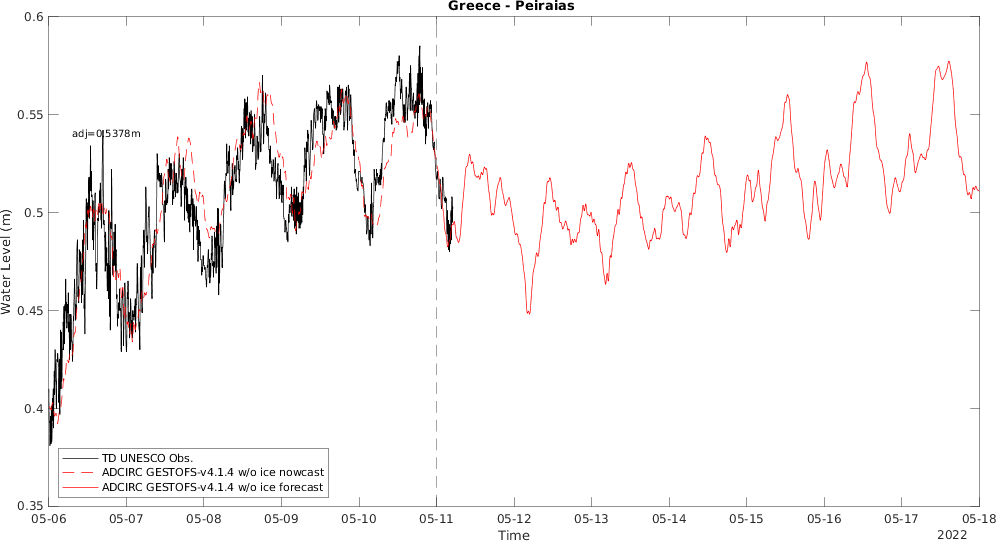 Greece - Peiraias
0.6
0.55
0.5
0.45
0.4
0.35
Water Level (m)
adj=0.5378m
TD UNESCO Obs.
ADCIRC GESTOFS-v4.1.4 w/o ice nowcast
ADCIRC GESTOFS-v4.1.4 w/o ice forecast
05-06 05-07 05-08 05-09 05-10 05-11 05-12 05-13 05-14 05-15 05-16 05-17 05-18
Time
2022